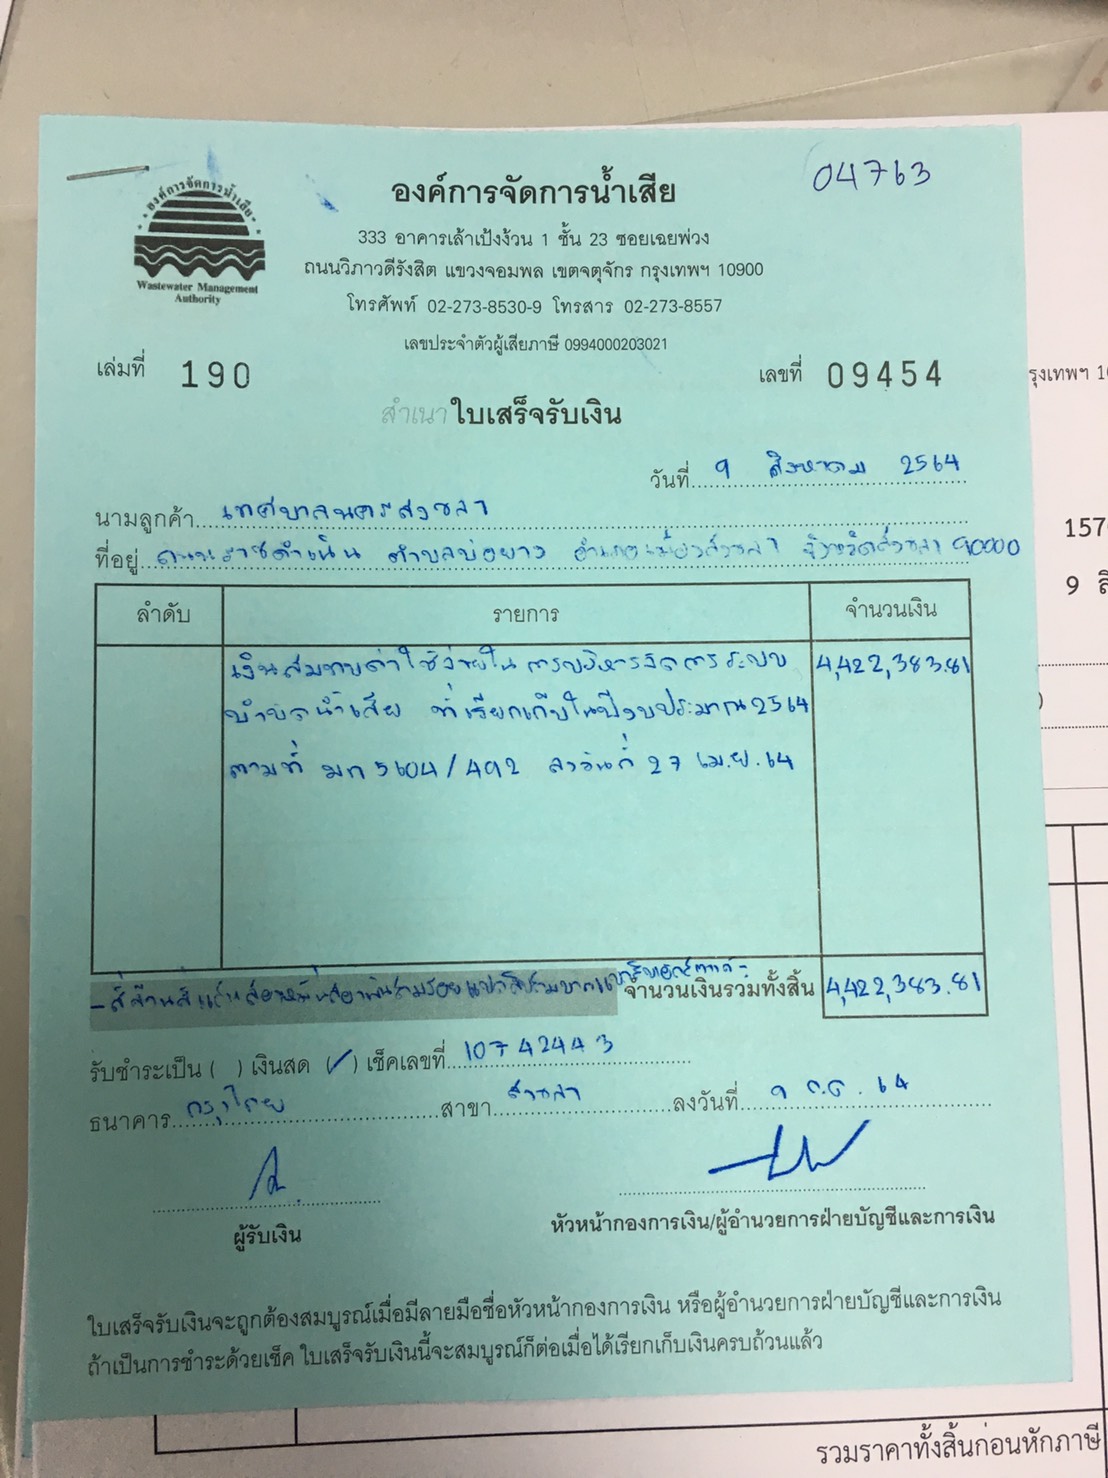 04763
องค์การจัดการน้ำเสีย
Wastewater Management
Authority
องค์การจัดการน้ำเสีย
333 อาคารเล้าเป้งง้วน 1 ชั้น 23 ซอยเฉยพ่วง
ถนนวิภาวดีรังสิต แขวงจอมพล เขตจตุจักร กรุงเทพฯ 10900
โทรศัพท์ 02-273-8530-9 โทรสาร 02-273-8557
เลขประจำตัวผู้เสียภาษี 0994000203021
เล่มที่ 190 เลขที่ 09454
สำเนา ใบเสร็จรับเงิน
วันที่ 9 สิงหาคม 2564
นามลูกค้า เทศบาลนครสงขลา
ที่อยู่ ถนนราชดำเนิน ตำบลบ่อยาง อำเภอเมืองสงขลา จังหวัดสงขลา 90000
ลำดับ รายการ จำนวนเงิน
เงินสมทบค่าใช้จ่ายในการบริหารจัดการระบบ 4,422,383.81
บำบัดน้ำเสีย ที่เรียกเก็บในปีงบประมาณ 2564
ตามที่ มท 5604/492 ลงวันที่ 27 เม.ย. 64
-สี่ล้านสี่แสนสองหมื่นสองพันสามร้อยแปดสิบสามบาทแปดสิบเอ็ดสตางค์- จำนวนเงินรวมทั้งสิ้น 4,422,383.81
รับชำระเป็น ( ) เงินสด (✓) เช็คเลขที่ 10742443
ธนาคาร กรุงไทย สาขา สงขลา ลงวันที่ 9 ก.ค. 64
ผู้รับเงิน หัวหน้ากองการเงิน/ผู้อำนวยการฝ่ายบัญชีและการเงิน
ใบเสร็จรับเงินจะถูกต้องสมบูรณ์เมื่อมีลายมือชื่อหัวหน้ากองการเงิน หรือผู้อำนวยการฝ่ายบัญชีและการเงิน
ถ้าเป็นการชำระด้วยเช็ค ใบเสร็จรับเงินนี้จะสมบูรณ์ก็ต่อเมื่อได้เรียกเก็บเงินครบถ้วนแล้ว
157
9
รวมราคาทั้งสิ้นก่อนหักภาษี